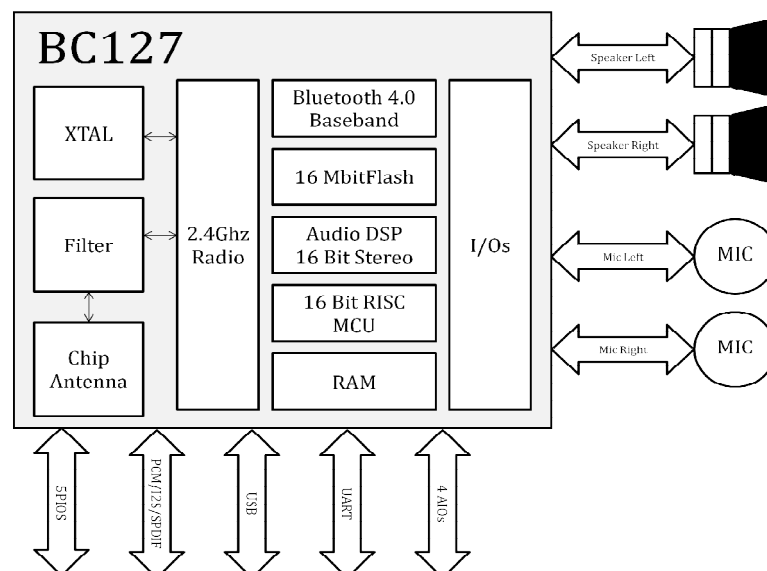 BC127
XTAL
Filter
Chip
Antenna
2.4Ghz
Radio
Bluetooth 4.0
Baseband
16 MbitFlash
Audio DSP
16 Bit Stereo
16 Bit RISC
MCU
RAM
I/Os
Speaker Left
Speaker Right
Mic Left
MIC
Mic Right
MIC
5PIOS
PCM/I2S/SPDIF
USB
UART
4 AIOs